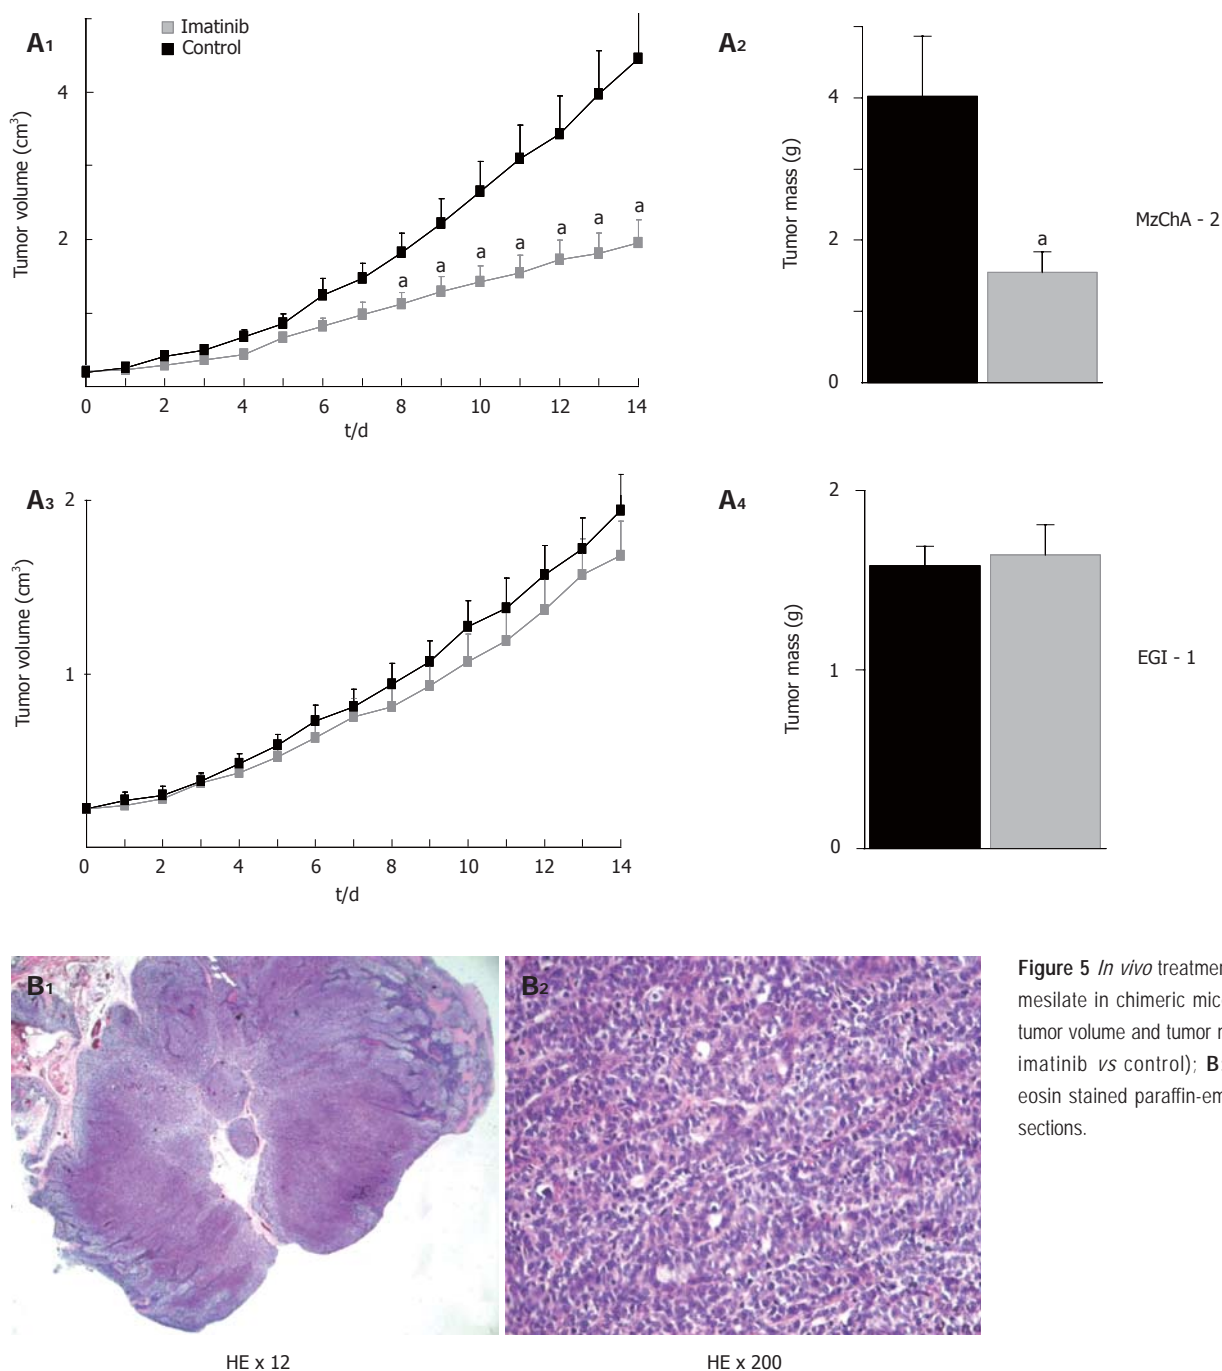 A1
Imatinib
Control
Tumor volume (cm³)
4
2
a a a a a a a
0 2 4 6 8 10 12 14
t/d
A2
Tumor mass (g)
4
2
0
a
MzChA - 2
A3
Tumor volume (cm³)
2
1
0 2 4 6 8 10 12 14
t/d
A4
Tumor mass (g)
2
1
0
EGI - 1
B1
HE x 12
B2
HE x 200
Figure 5 In vivo treatmen
mesilate in chimeric mic
tumor volume and tumor
imatinib vs control); B
eosin stained paraffin-em
sections.